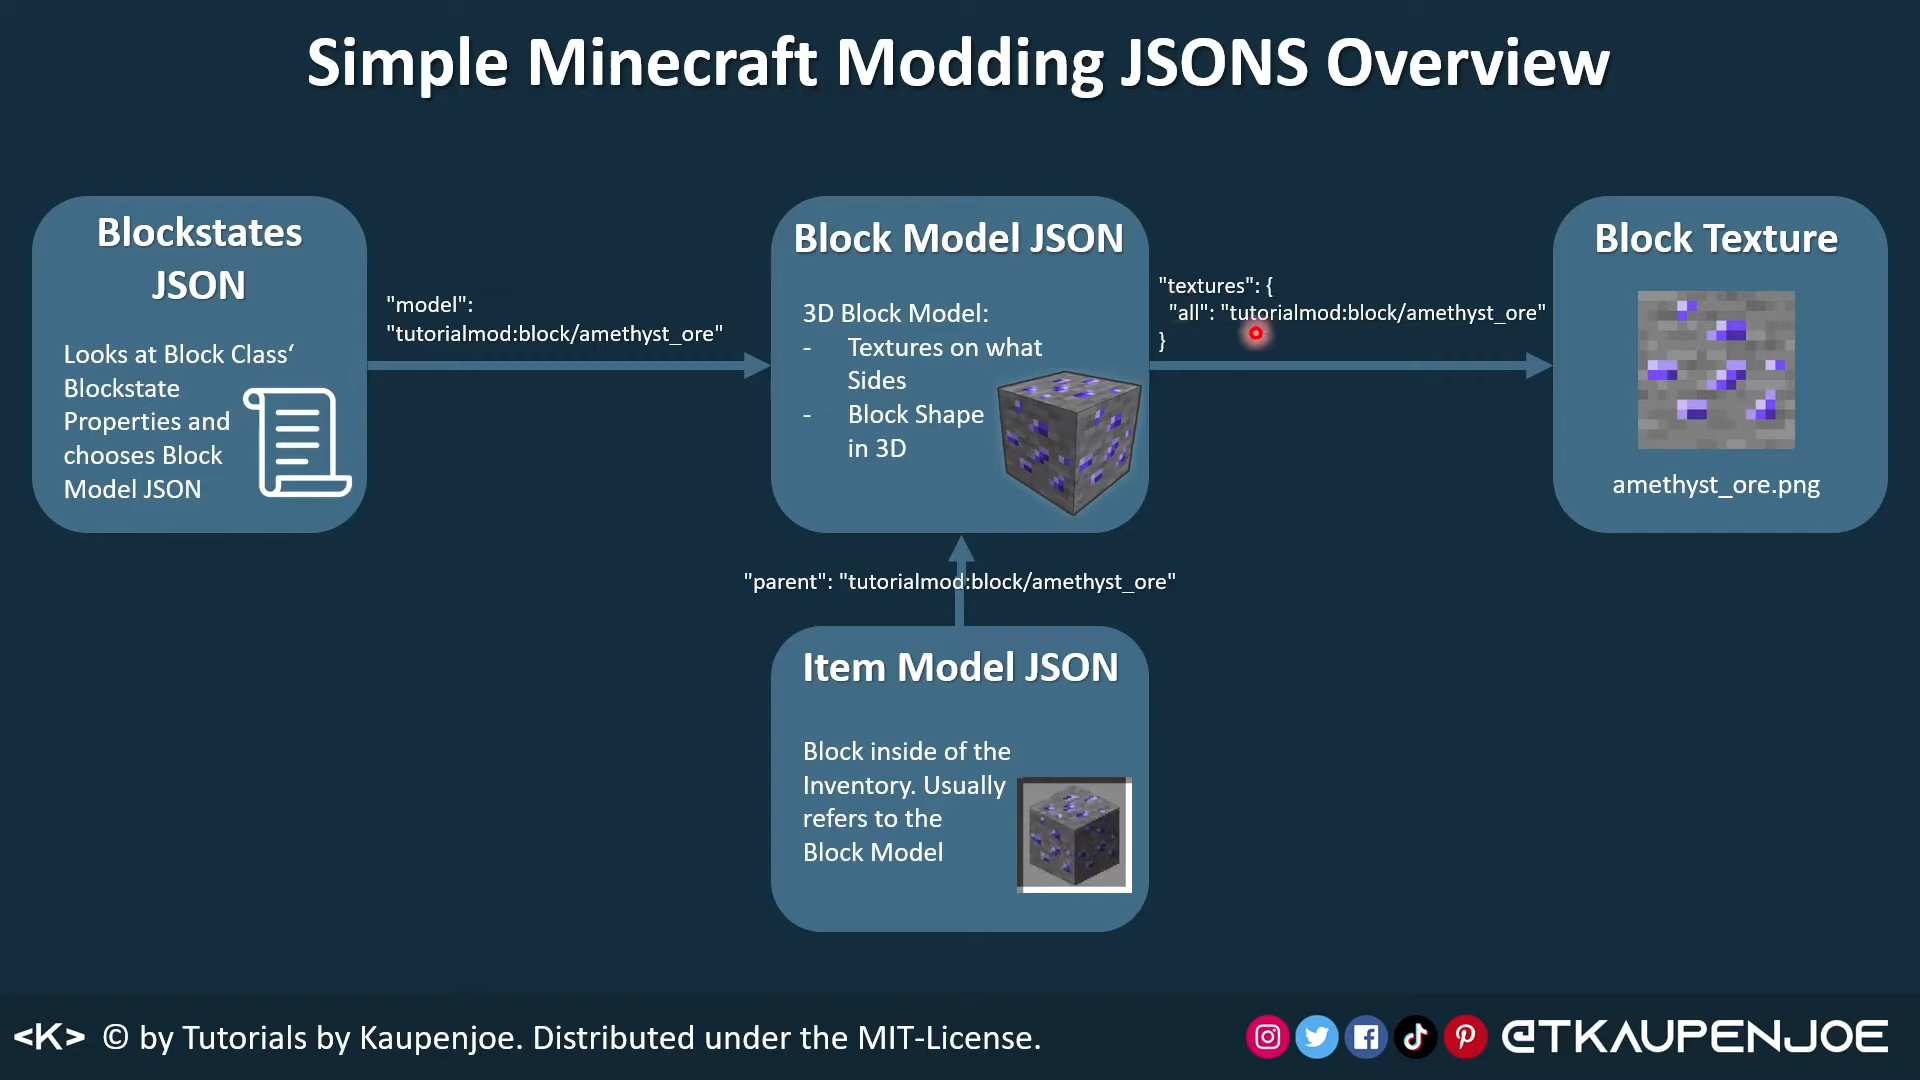 Simple Minecraft Modding JSONS Overview
Blockstates
JSON
Looks at Block Class‘
Blockstate
Properties and
chooses Block
Model JSON
"model":
"tutorialmod:block/amethyst_ore"
Block Model JSON
3D Block Model:
- Textures on what
Sides
- Block Shape
in 3D
"textures": {
"all": "tutorialmod:block/amethyst_ore"
}
Block Texture
amethyst_ore.png
"parent": "tutorialmod:block/amethyst_ore"
Item Model JSON
Block inside of the
Inventory. Usually
refers to the
Block Model
<K> © by Tutorials by Kaupenjoe. Distributed under the MIT-License.
@TKAUPENJOE